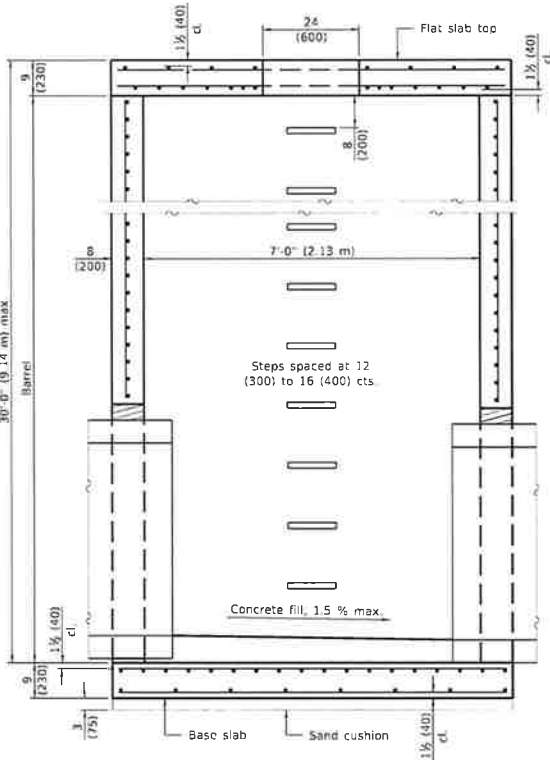 1½ (40)
cl.
24
(600)
Flat slab top
1½ (40)
cl.
9
(230)
8
(200)
8
(200)
7'-0" (2.13 m)
30'-0" (9.14 m) max
Barrel
Steps spaced at 12
(300) to 16 (400) cts.
Concrete fill, 1.5 % max.
1½ (40)
cl.
9
(230)
3
(75)
Base slab
Sand cushion
1½ (40)
cl.